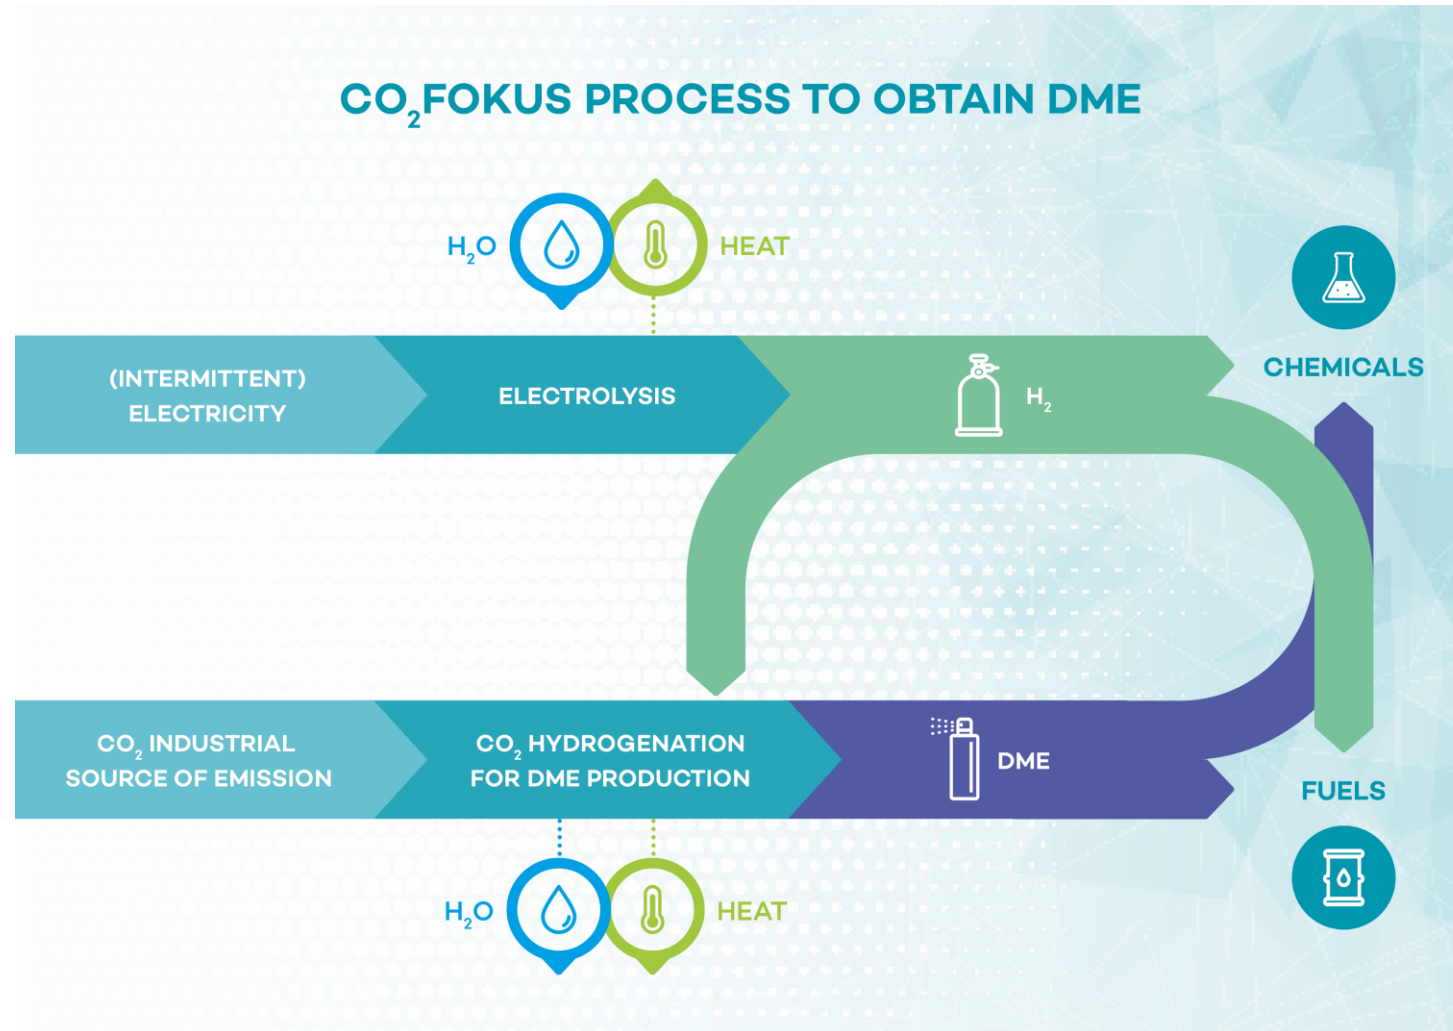 CO₂FOKUS PROCESS TO OBTAIN DME
H₂O
HEAT
(INTERMITTENT)
ELECTRICITY
ELECTROLYSIS
H₂
CHEMICALS
CO₂ INDUSTRIAL
SOURCE OF EMISSION
CO₂ HYDROGENATION
FOR DME PRODUCTION
DME
FUELS
H₂O
HEAT